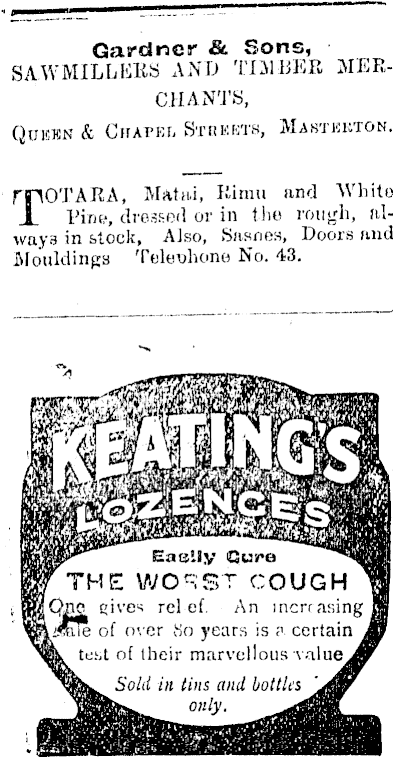 Gardner & Sons,
SAWMILLERS AND TIMBER MER-
CHANTS,
QUEEN & CHAPEL STREETS, MASTERTON.
TOTARA, Matai, Rimu and White
Pine, dressed or in the rough, al-
ways in stock, Also, Sasnes, Doors and
Mouldings Telephone No. 43.
KEATING'S
LOZENGES
Easily Cure
THE WORST COUGH
One gives relief. An increasing
sale of over 80 years is a certain
test of their marvellous value
Sold in tins and bottles
only.